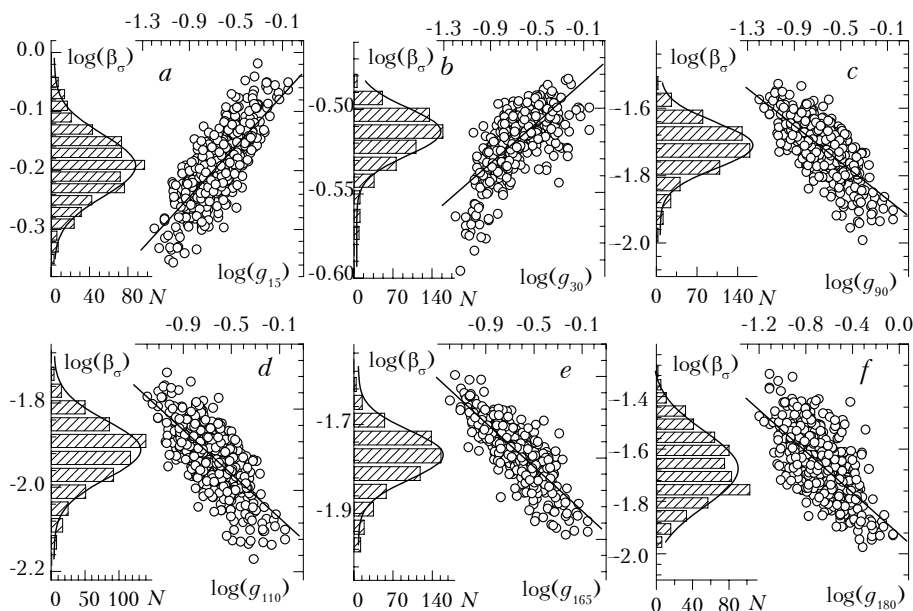 -1.3 -0.9 -0.5 -0.1
-1.3 -0.9 -0.5 -0.1
-1.3 -0.9 -0.5 -0.1
0.0
log(βσ) a
log(βσ) b
log(βσ) c
-0.1
-0.2
-0.3
-0.50
-0.55
-0.60
-1.6
-1.8
-2.0
log(g15)
log(g30)
log(g90)
0 40 80 N
0 70 140 N
0 70 140 N
-0.9 -0.5 -0.1
-0.9 -0.5 -0.1
-1.2 -0.8 -0.4 0.0
log(βσ) d
log(βσ) e
log(βσ) f
-1.8
-2.0
-2.2
-1.7
-1.9
-1.4
-1.6
-1.8
-2.0
log(g110)
log(g165)
log(g180)
0 50 100 N
0 70 140 N
0 40 80 N